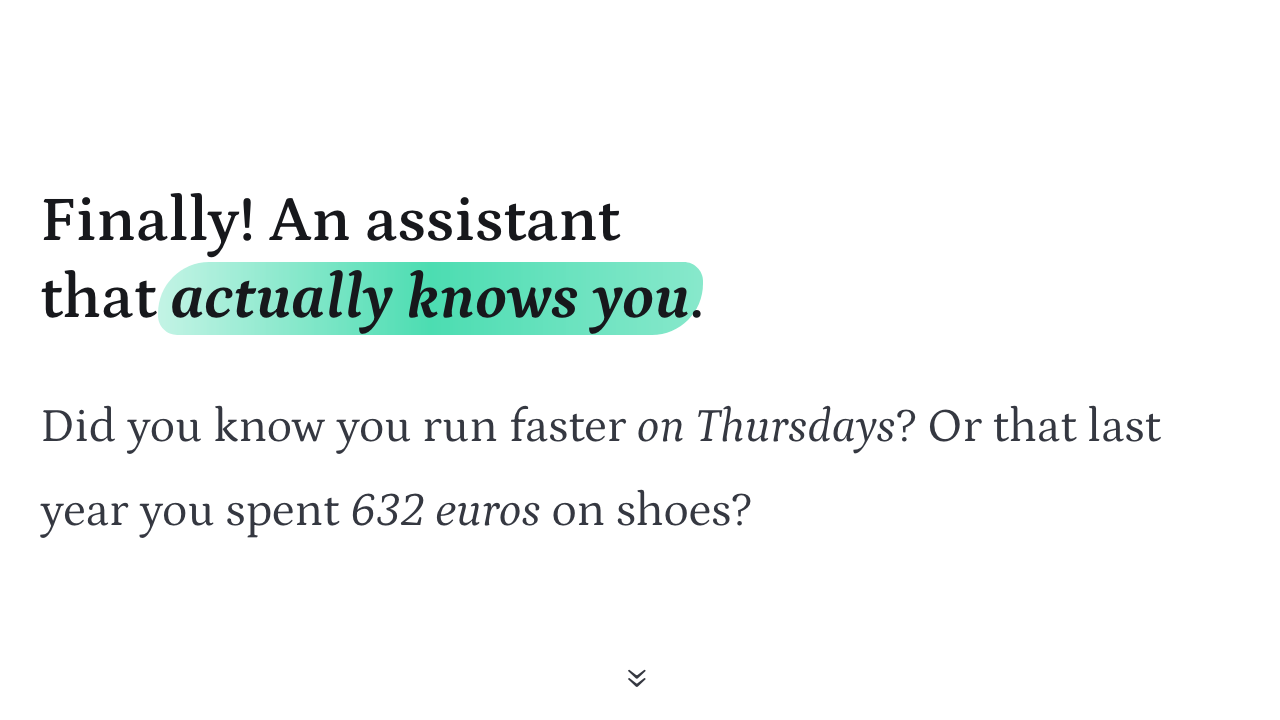 Finally! An assistant
that actually knows you.
Did you know you run faster on Thursdays? Or that last
year you spent 632 euros on shoes?